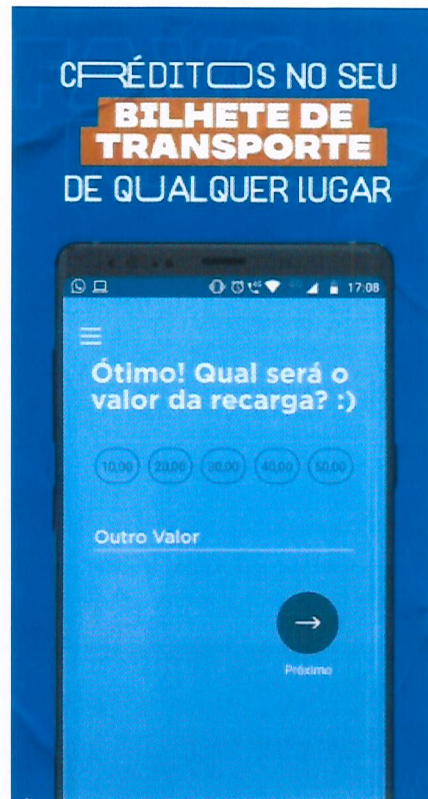 CRÉDITOS NO SEU
BILHETE DE
TRANSPORTE
DE QUALQUER LUGAR
17:08
Ótimo! Qual será o
valor da recarga? :)
10,00 20,00 30,00 40,00 50,00
Outro Valor
Próximo